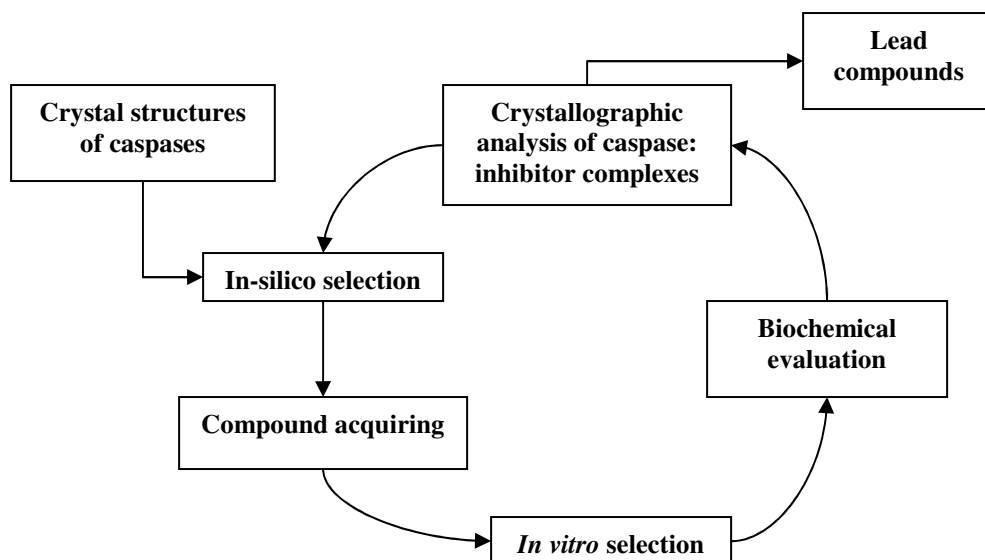 Lead
compounds
Crystal structures
of caspases
Crystallographic
analysis of caspase:
inhibitor complexes
In-silico selection
Biochemical
evaluation
Compound acquiring
In vitro selection